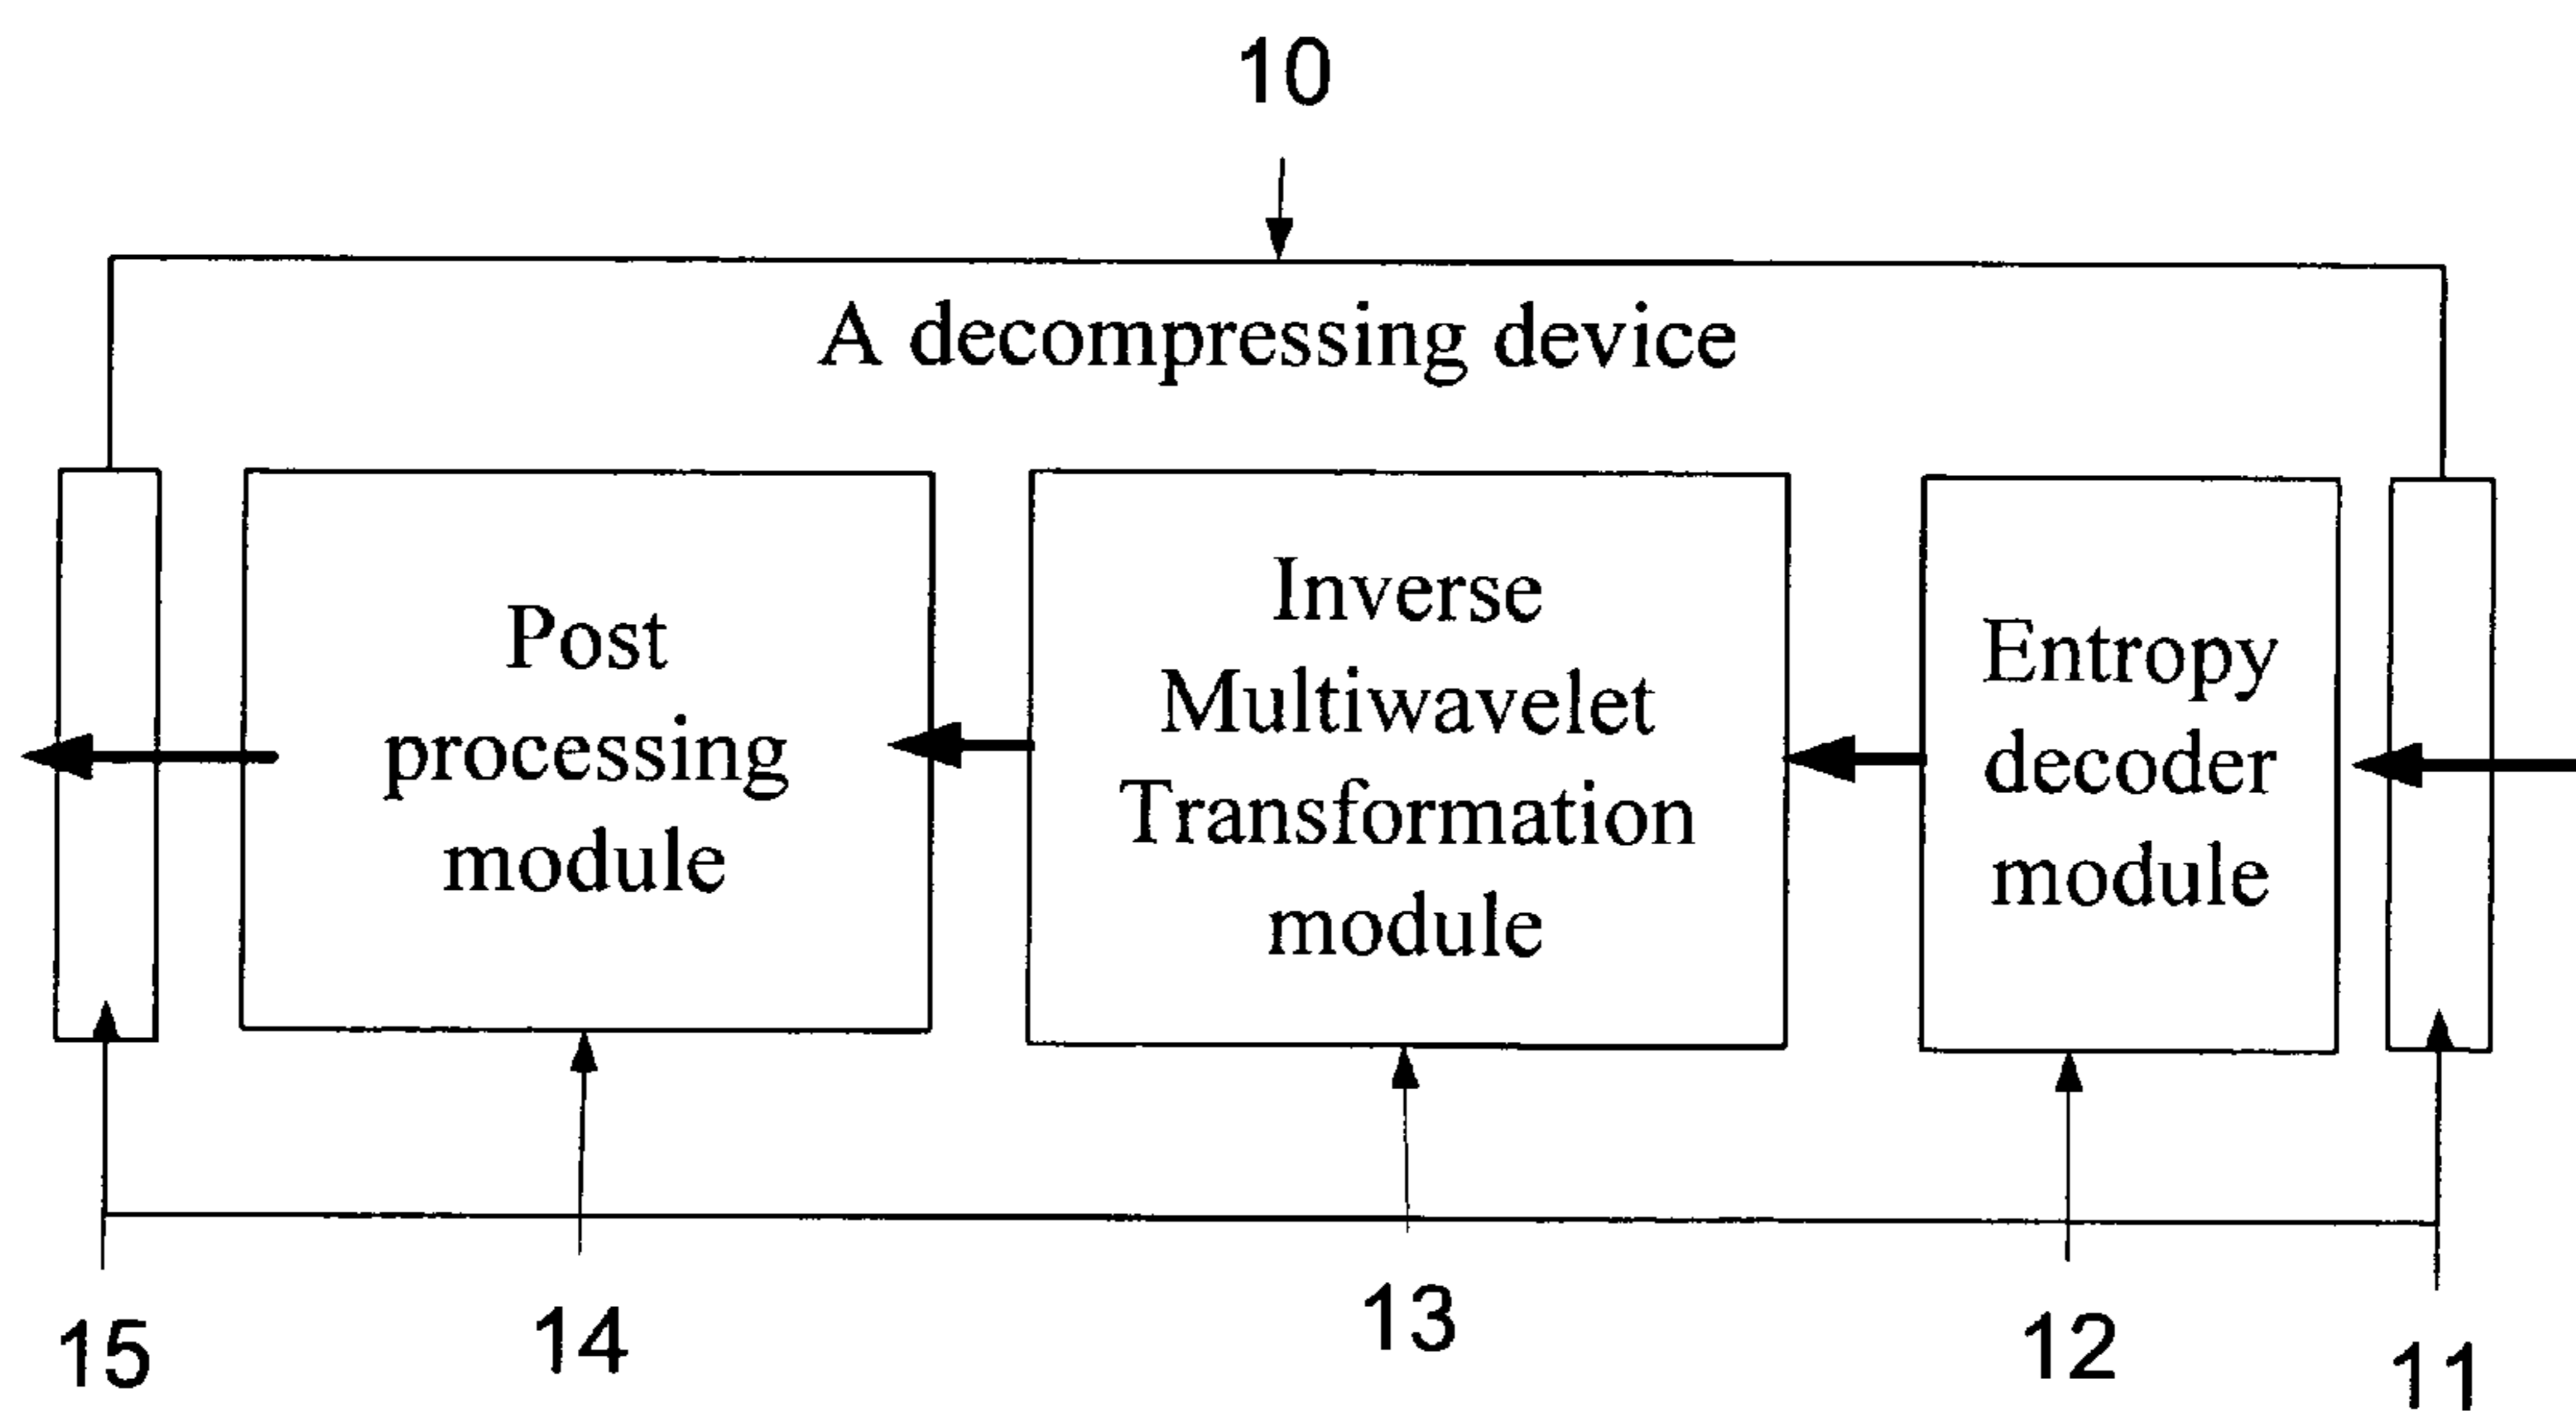 10
A decompressing device
Post
processing
module
Inverse
Multiwavelet
Transformation
module
Entropy
decoder
module
15
14
13
12
11